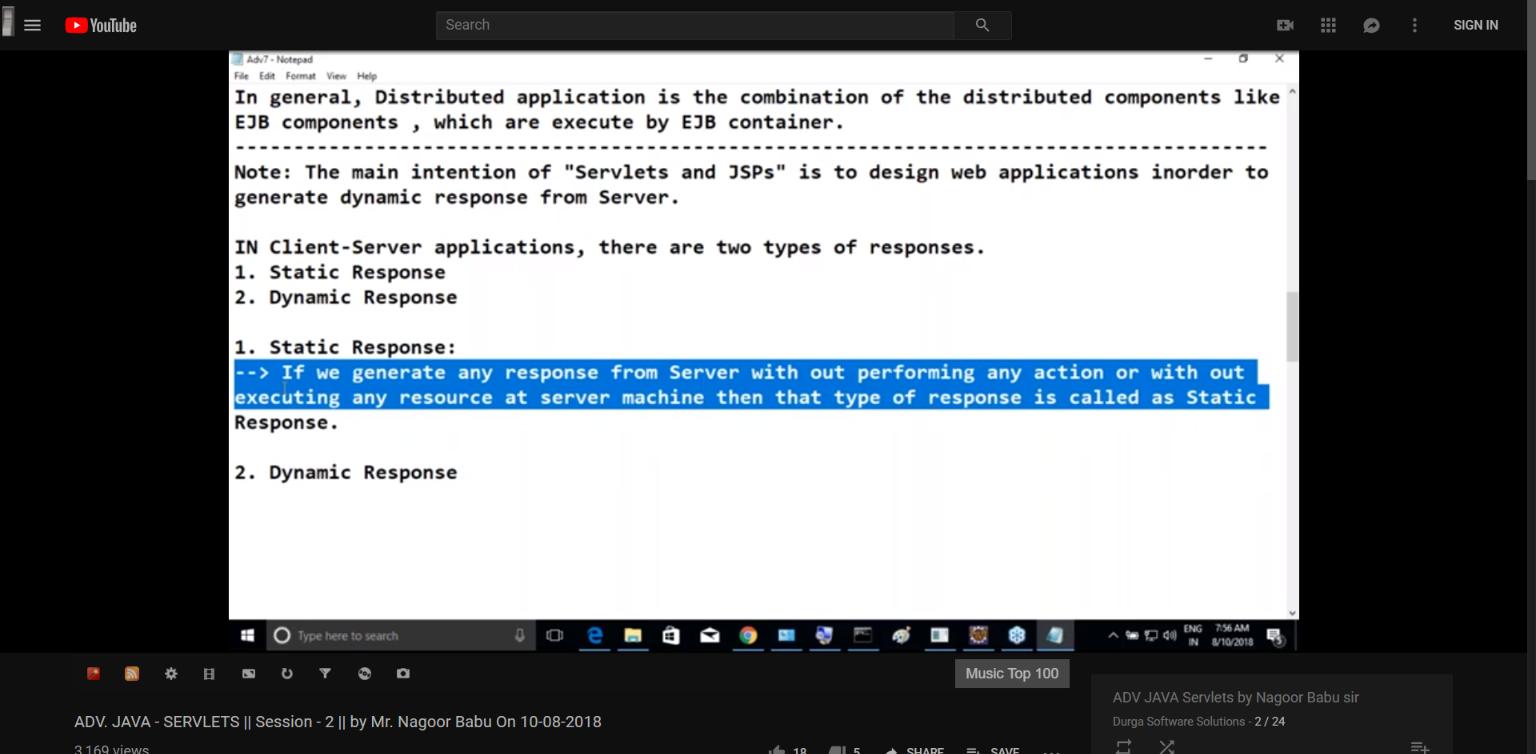 YouTube
Search
SIGN IN
Adv7 - Notepad
File Edit Format View Help
In general, Distributed application is the combination of the distributed components like
EJB components , which are execute by EJB container.
----------------------------------------------------------------------------------------
Note: The main intention of "Servlets and JSPs" is to design web applications inorder to
generate dynamic response from Server.
IN Client-Server applications, there are two types of responses.
1. Static Response
2. Dynamic Response
1. Static Response:
--> If we generate any response from Server with out performing any action or with out
executing any resource at server machine then that type of response is called as Static
Response.
2. Dynamic Response
Type here to search
ENG
IN
7:56 AM
8/10/2018
Music Top 100
ADV. JAVA - SERVLETS || Session - 2 || by Mr. Nagoor Babu On 10-08-2018
3,169 views
18
5
SHARE
SAVE
ADV JAVA Servlets by Nagoor Babu sir
Durga Software Solutions - 2 / 24